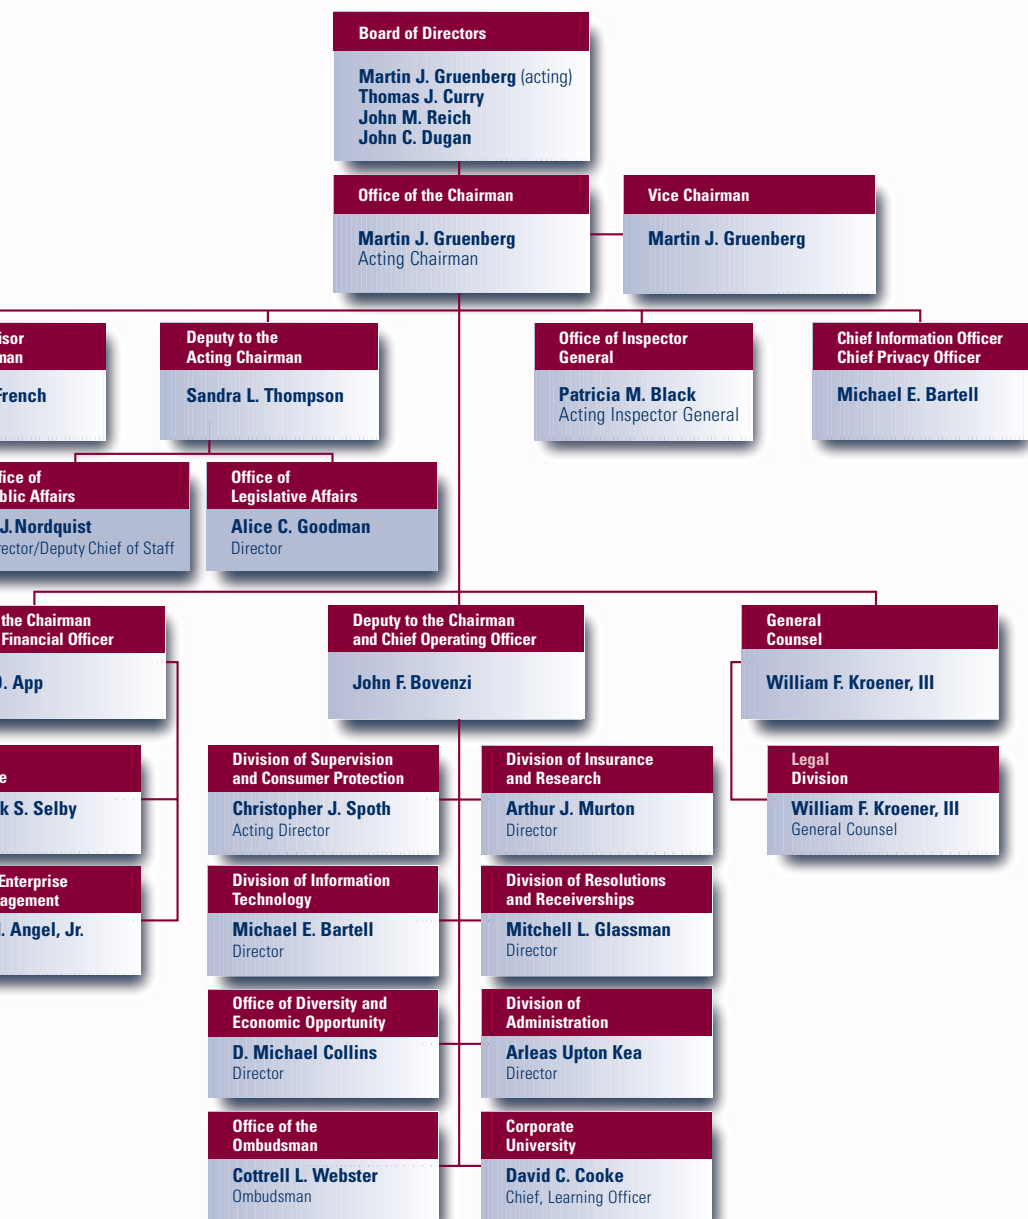 Board of Directors
Martin J. Gruenberg (acting)
Thomas J. Curry
John M. Reich
John C. Dugan
Office of the Chairman
Martin J. Gruenberg
Acting Chairman
Vice Chairman
Martin J. Gruenberg
French
Deputy to the
Acting Chairman
Sandra L. Thompson
Office of Inspector
General
Patricia M. Black
Acting Inspector General
Chief Information Officer
Chief Privacy Officer
Michael E. Bartell
of
Affairs
J. Nordquist
/Deputy Chief of Staff
Office of
Legislative Affairs
Alice C. Goodman
Director
the Chairman
Financial Officer
App
Deputy to the Chairman
and Chief Operating Officer
John F. Bovenzi
General
Counsel
William F. Kroener, III
S. Selby
Enterprise
Angel, Jr.
Division of Supervision
and Consumer Protection
Christopher J. Spoth
Acting Director
Division of Insurance
and Research
Arthur J. Murton
Director
Legal
Division
William F. Kroener, III
General Counsel
Division of Information
Technology
Michael E. Bartell
Director
Division of Resolutions
and Receiverships
Mitchell L. Glassman
Director
Office of Diversity and
Economic Opportunity
D. Michael Collins
Director
Division of
Administration
Arleas Upton Kea
Director
Office of the
Ombudsman
Cottrell L. Webster
Ombudsman
Corporate
University
David C. Cooke
Chief, Learning Officer